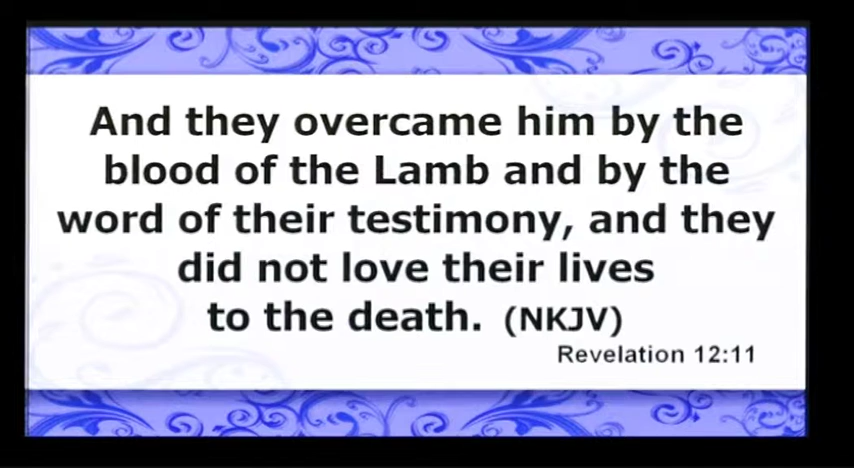 And they overcame him by the
blood of the Lamb and by the
word of their testimony, and they
did not love their lives
to the death. (NKJV)
Revelation 12:11